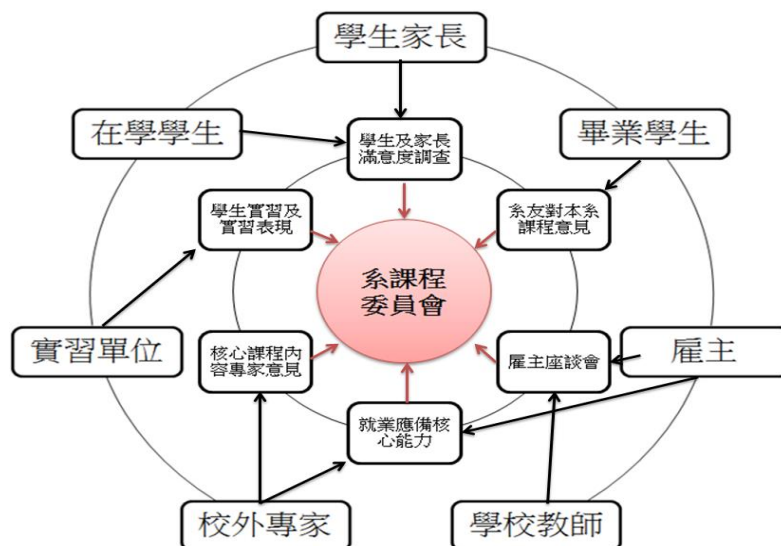 學生家長
在學學生
畢業學生
學生及家長
滿意度調查
學生實習及
實習表現
系友對本系
課程意見
系課程
委員會
實習單位
核心課程內
容專家意見
雇主座談會
雇主
就業應備核
心能力
校外專家
學校教師